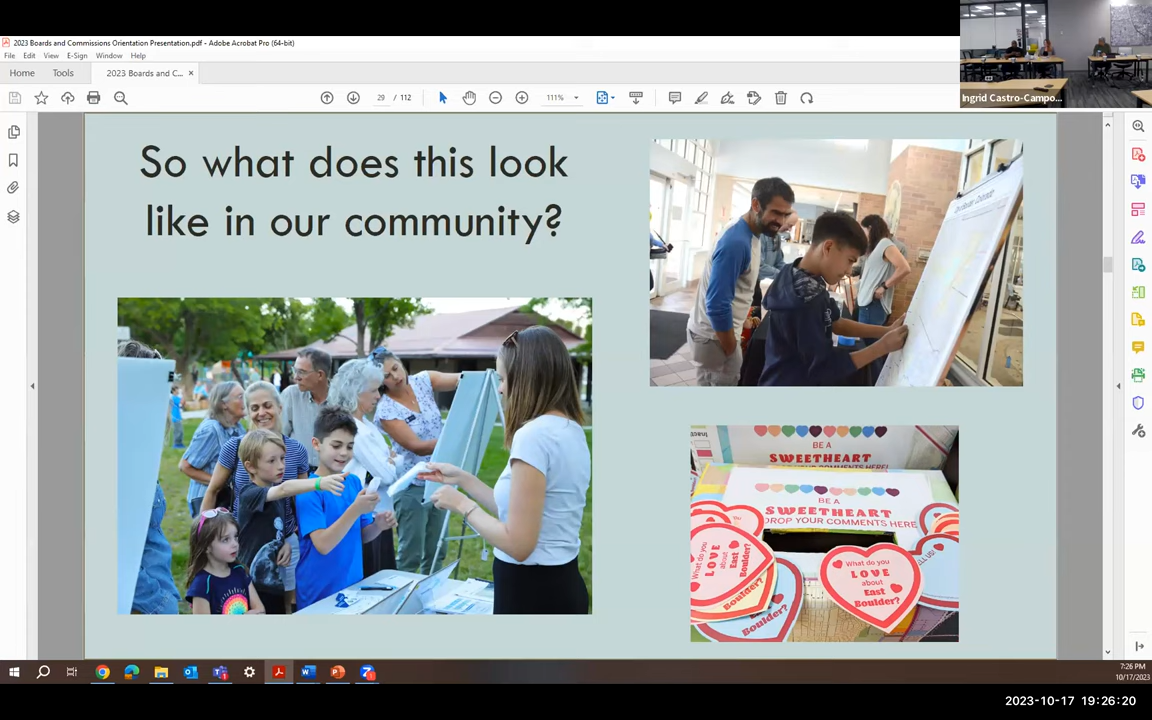 2023 Boards and Commissions Orientation Presentation.pdf - Adobe Acrobat Pro (64-bit)
File Edit View E-Sign Window Help
Home Tools 2023 Boards and C... ×
29 / 112 111%
Ingrid Castro-Campo...
So what does this look
like in our community?
BE A
SWEETHEART
COMMENTS HERE!
BE A
SWEETHEART
DROP YOUR COMMENTS HERE
What do you
LOVE
about
East
Boulder?
Boulder?
Boulder?
What do you
LOVE
about
East
Boulder?
7:26 PM
10/17/2023
2023-10-17 19:26:20